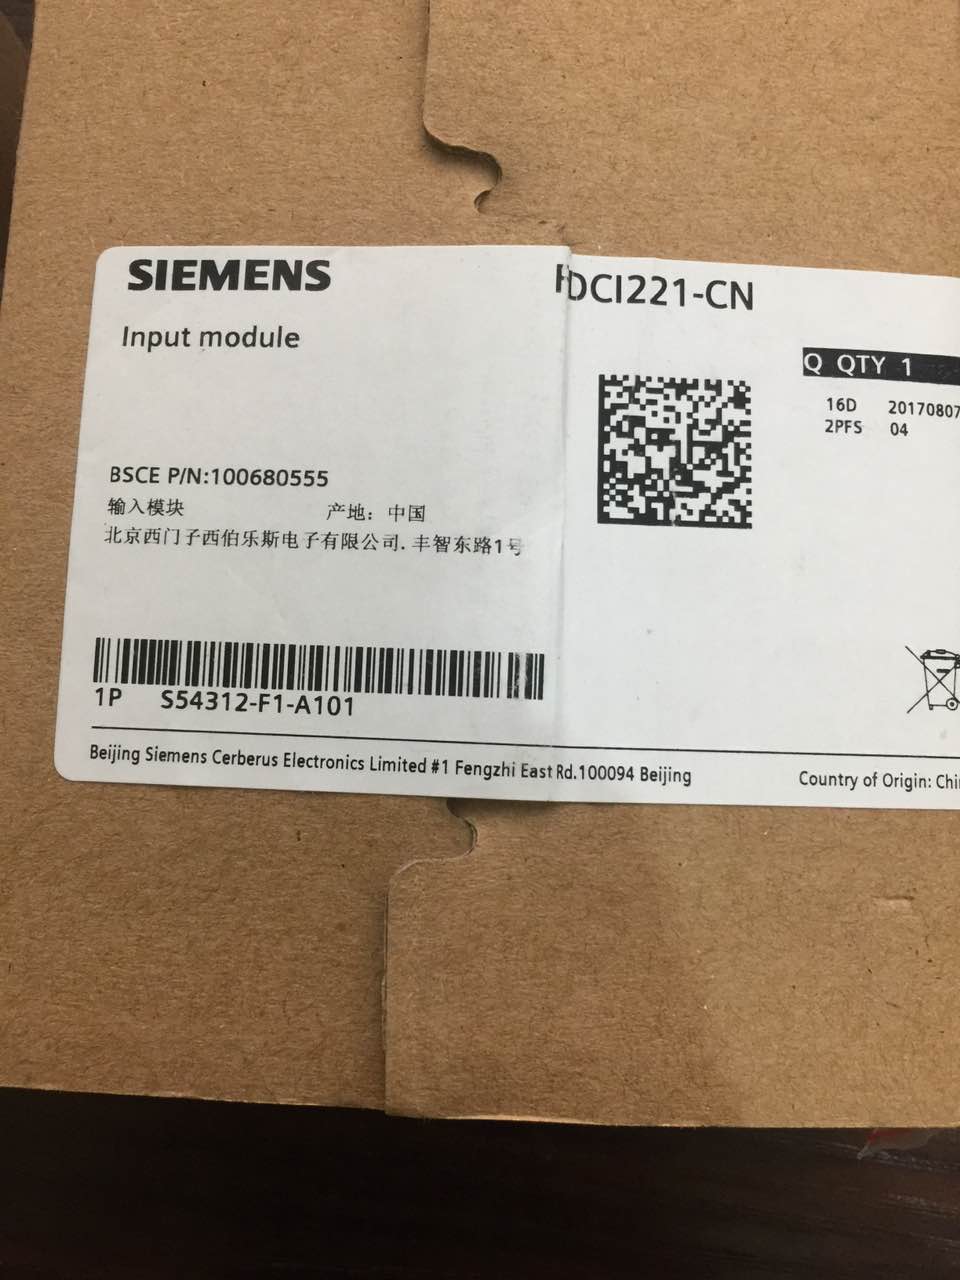 SIEMENS
FDCI221-CN
Input module
Q QTY 1
16D 20170807
2PFS 04
BSCE P/N:100680555
输入模块 产地：中国
北京西门子西伯乐斯电子有限公司.丰智东路1号
1P S54312-F1-A101
Beijing Siemens Cerberus Electronics Limited #1 Fengzhi East Rd.100094 Beijing
Country of Origin: Chi